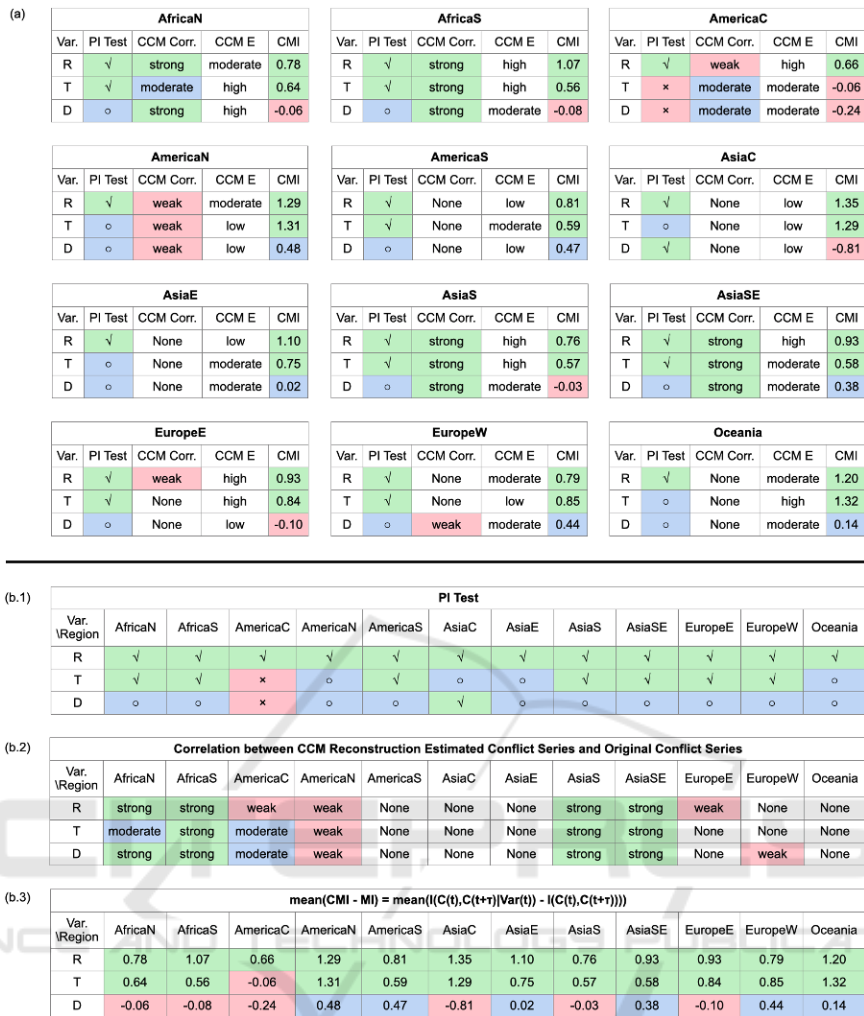 (a)
AfricaN AfricaS AmericaC
Var. PI Test CCM Corr. CCM E CMI Var. PI Test CCM Corr. CCM E CMI Var. PI Test CCM Corr. CCM E CMI
R √ strong moderate 0.78 R √ strong high 1.07 R √ weak high 0.66
T √ moderate high 0.64 T √ strong high 0.56 T × moderate moderate -0.06
D ○ strong high -0.06 D ○ strong moderate -0.08 D × moderate moderate -0.24
AmericaN AmericaS AsiaC
Var. PI Test CCM Corr. CCM E CMI Var. PI Test CCM Corr. CCM E CMI Var. PI Test CCM Corr. CCM E CMI
R √ weak moderate 1.29 R √ None low 0.81 R √ None low 1.35
T ○ weak low 1.31 T √ None moderate 0.59 T ○ None low 1.29
D ○ weak low 0.48 D ○ None low 0.47 D √ None low -0.81
AsiaE AsiaS AsiaSE
Var. PI Test CCM Corr. CCM E CMI Var. PI Test CCM Corr. CCM E CMI Var. PI Test CCM Corr. CCM E CMI
R √ None low 1.10 R √ strong high 0.76 R √ strong high 0.93
T ○ None moderate 0.75 T √ strong high 0.57 T √ strong moderate 0.58
D ○ None moderate 0.02 D ○ strong moderate -0.03 D ○ strong moderate 0.38
EuropeE EuropeW Oceania
Var. PI Test CCM Corr. CCM E CMI Var. PI Test CCM Corr. CCM E CMI Var. PI Test CCM Corr. CCM E CMI
R √ weak high 0.93 R √ None moderate 0.79 R √ None moderate 1.20
T √ None high 0.84 T √ None low 0.85 T ○ None high 1.32
D ○ None low -0.10 D ○ weak moderate 0.44 D ○ None moderate 0.14
(b.1) PI Test
Var. \Region AfricaN AfricaS AmericaC AmericaN AmericaS AsiaC AsiaE AsiaS AsiaSE EuropeE EuropeW Oceania
R √ √ √ √ √ √ √ √ √ √ √ √
T √ √ × ○ √ ○ ○ √ √ √ √ ○
D ○ ○ × ○ ○ √ ○ ○ ○ ○ ○ ○
(b.2) Correlation between CCM Reconstruction Estimated Conflict Series and Original Conflict Series
Var. \Region AfricaN AfricaS AmericaC AmericaN AmericaS AsiaC AsiaE AsiaS AsiaSE EuropeE EuropeW Oceania
R strong strong weak weak None None None strong strong weak None None
T moderate strong moderate weak None None None strong strong None None None
D strong strong moderate weak None None None strong strong None weak None
(b.3) mean(CMI - MI) = mean(I(C(t),C(t+τ)|Var(t)) - I(C(t),C(t+τ))))
Var. \Region AfricaN AfricaS AmericaC AmericaN AmericaS AsiaC AsiaE AsiaS AsiaSE EuropeE EuropeW Oceania
R 0.78 1.07 0.66 1.29 0.81 1.35 1.10 0.76 0.93 0.93 0.79 1.20
T 0.64 0.56 -0.06 1.31 0.59 1.29 0.75 0.57 0.58 0.84 0.85 1.32
D -0.06 -0.08 -0.24 0.48 0.47 -0.81 0.02 -0.03 0.38 -0.10 0.44 0.14